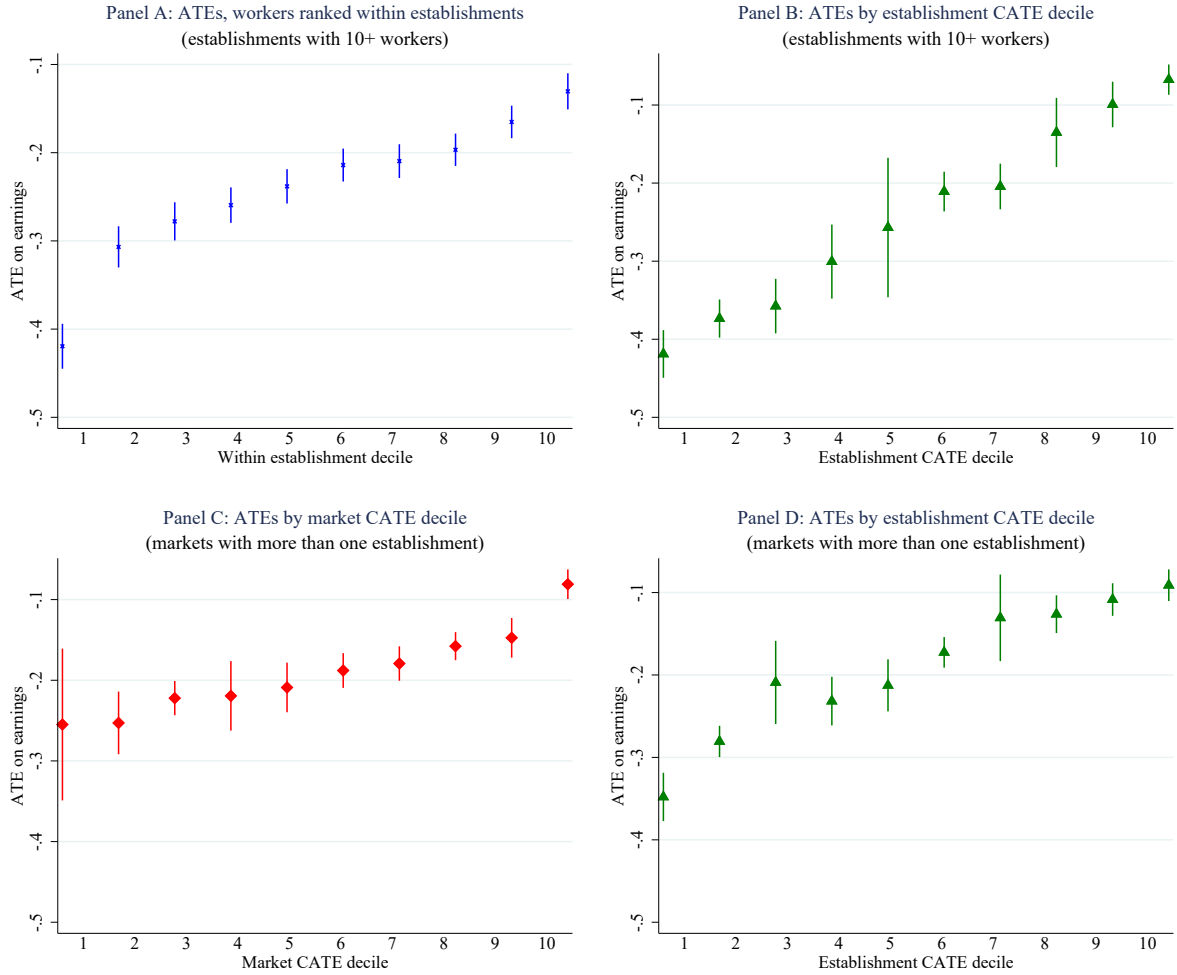 Panel A: ATEs, workers ranked within establishments
(establishments with 10+ workers)
ATE on earnings
-.1
-.2
-.3
-.4
-.5
1 2 3 4 5 6 7 8 9 10
Within establishment decile
Panel B: ATEs by establishment CATE decile
(establishments with 10+ workers)
ATE on earnings
-.1
-.2
-.3
-.4
-.5
1 2 3 4 5 6 7 8 9 10
Establishment CATE decile
Panel C: ATEs by market CATE decile
(markets with more than one establishment)
ATE on earnings
-.1
-.2
-.3
-.4
-.5
1 2 3 4 5 6 7 8 9 10
Market CATE decile
Panel D: ATEs by establishment CATE decile
(markets with more than one establishment)
ATE on earnings
-.1
-.2
-.3
-.4
-.5
1 2 3 4 5 6 7 8 9 10
Establishment CATE decile